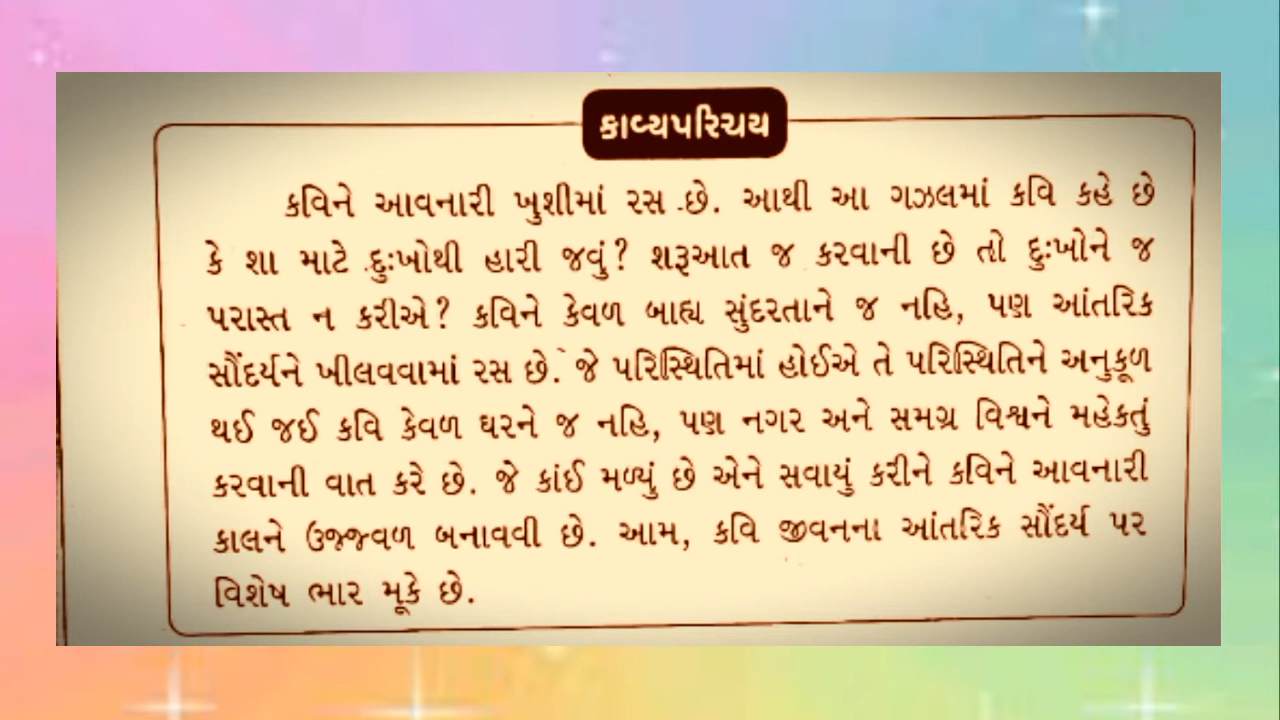 કાવ્યપરિચય
કવિને આવનારી ખુશીમાં રસ છે. આથી આ ગઝલમાં કવિ કહે છે
કે શા માટે દુઃખોથી હારી જવું? શરૂઆત જ કરવાની છે તો દુઃખોને જ
પરાસ્ત ન કરીએ? કવિને કેવળ બાહ્ય સુંદરતાને જ નહિ, પણ આંતરિક
સૌંદર્યને ખીલવવામાં રસ છે. જે પરિસ્થિતિમાં હોઈએ તે પરિસ્થિતિને અનુકૂળ
થઈ જઈ કવિ કેવળ ઘરને જ નહિ, પણ નગર અને સમગ્ર વિશ્વને મહેકતું
કરવાની વાત કરે છે. જે કાંઈ મળ્યું છે એને સવાયું કરીને કવિને આવનારી
કાલને ઉજ્જ્વળ બનાવવી છે. આમ, કવિ જીવનના આંતરિક સૌંદર્ય પર
વિશેષ ભાર મૂકે છે.